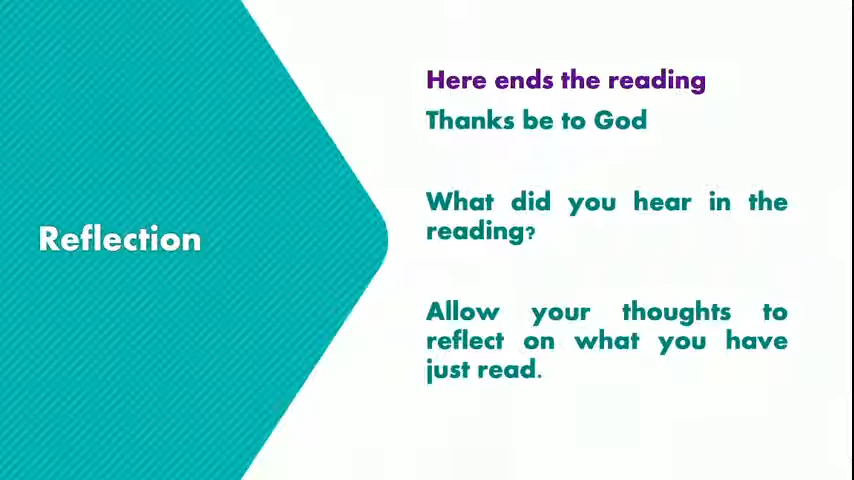 Reflection
Here ends the reading
Thanks be to God
What did you hear in the
reading?
Allow your thoughts to
reflect on what you have
just read.